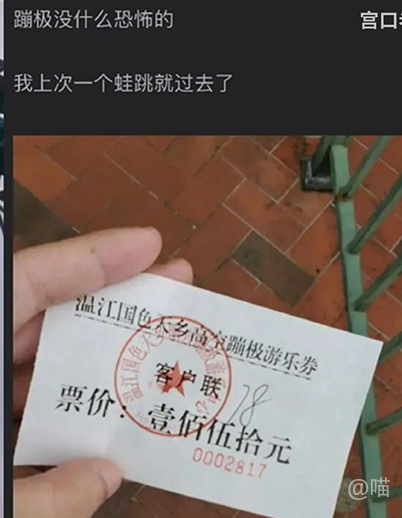 蹦极没什么恐怖的
宫口
我上次一个蛙跳就过去了
温江国色天乡高空蹦极游乐券
客户联
票价：壹佰伍拾元
78
0002817
@喵